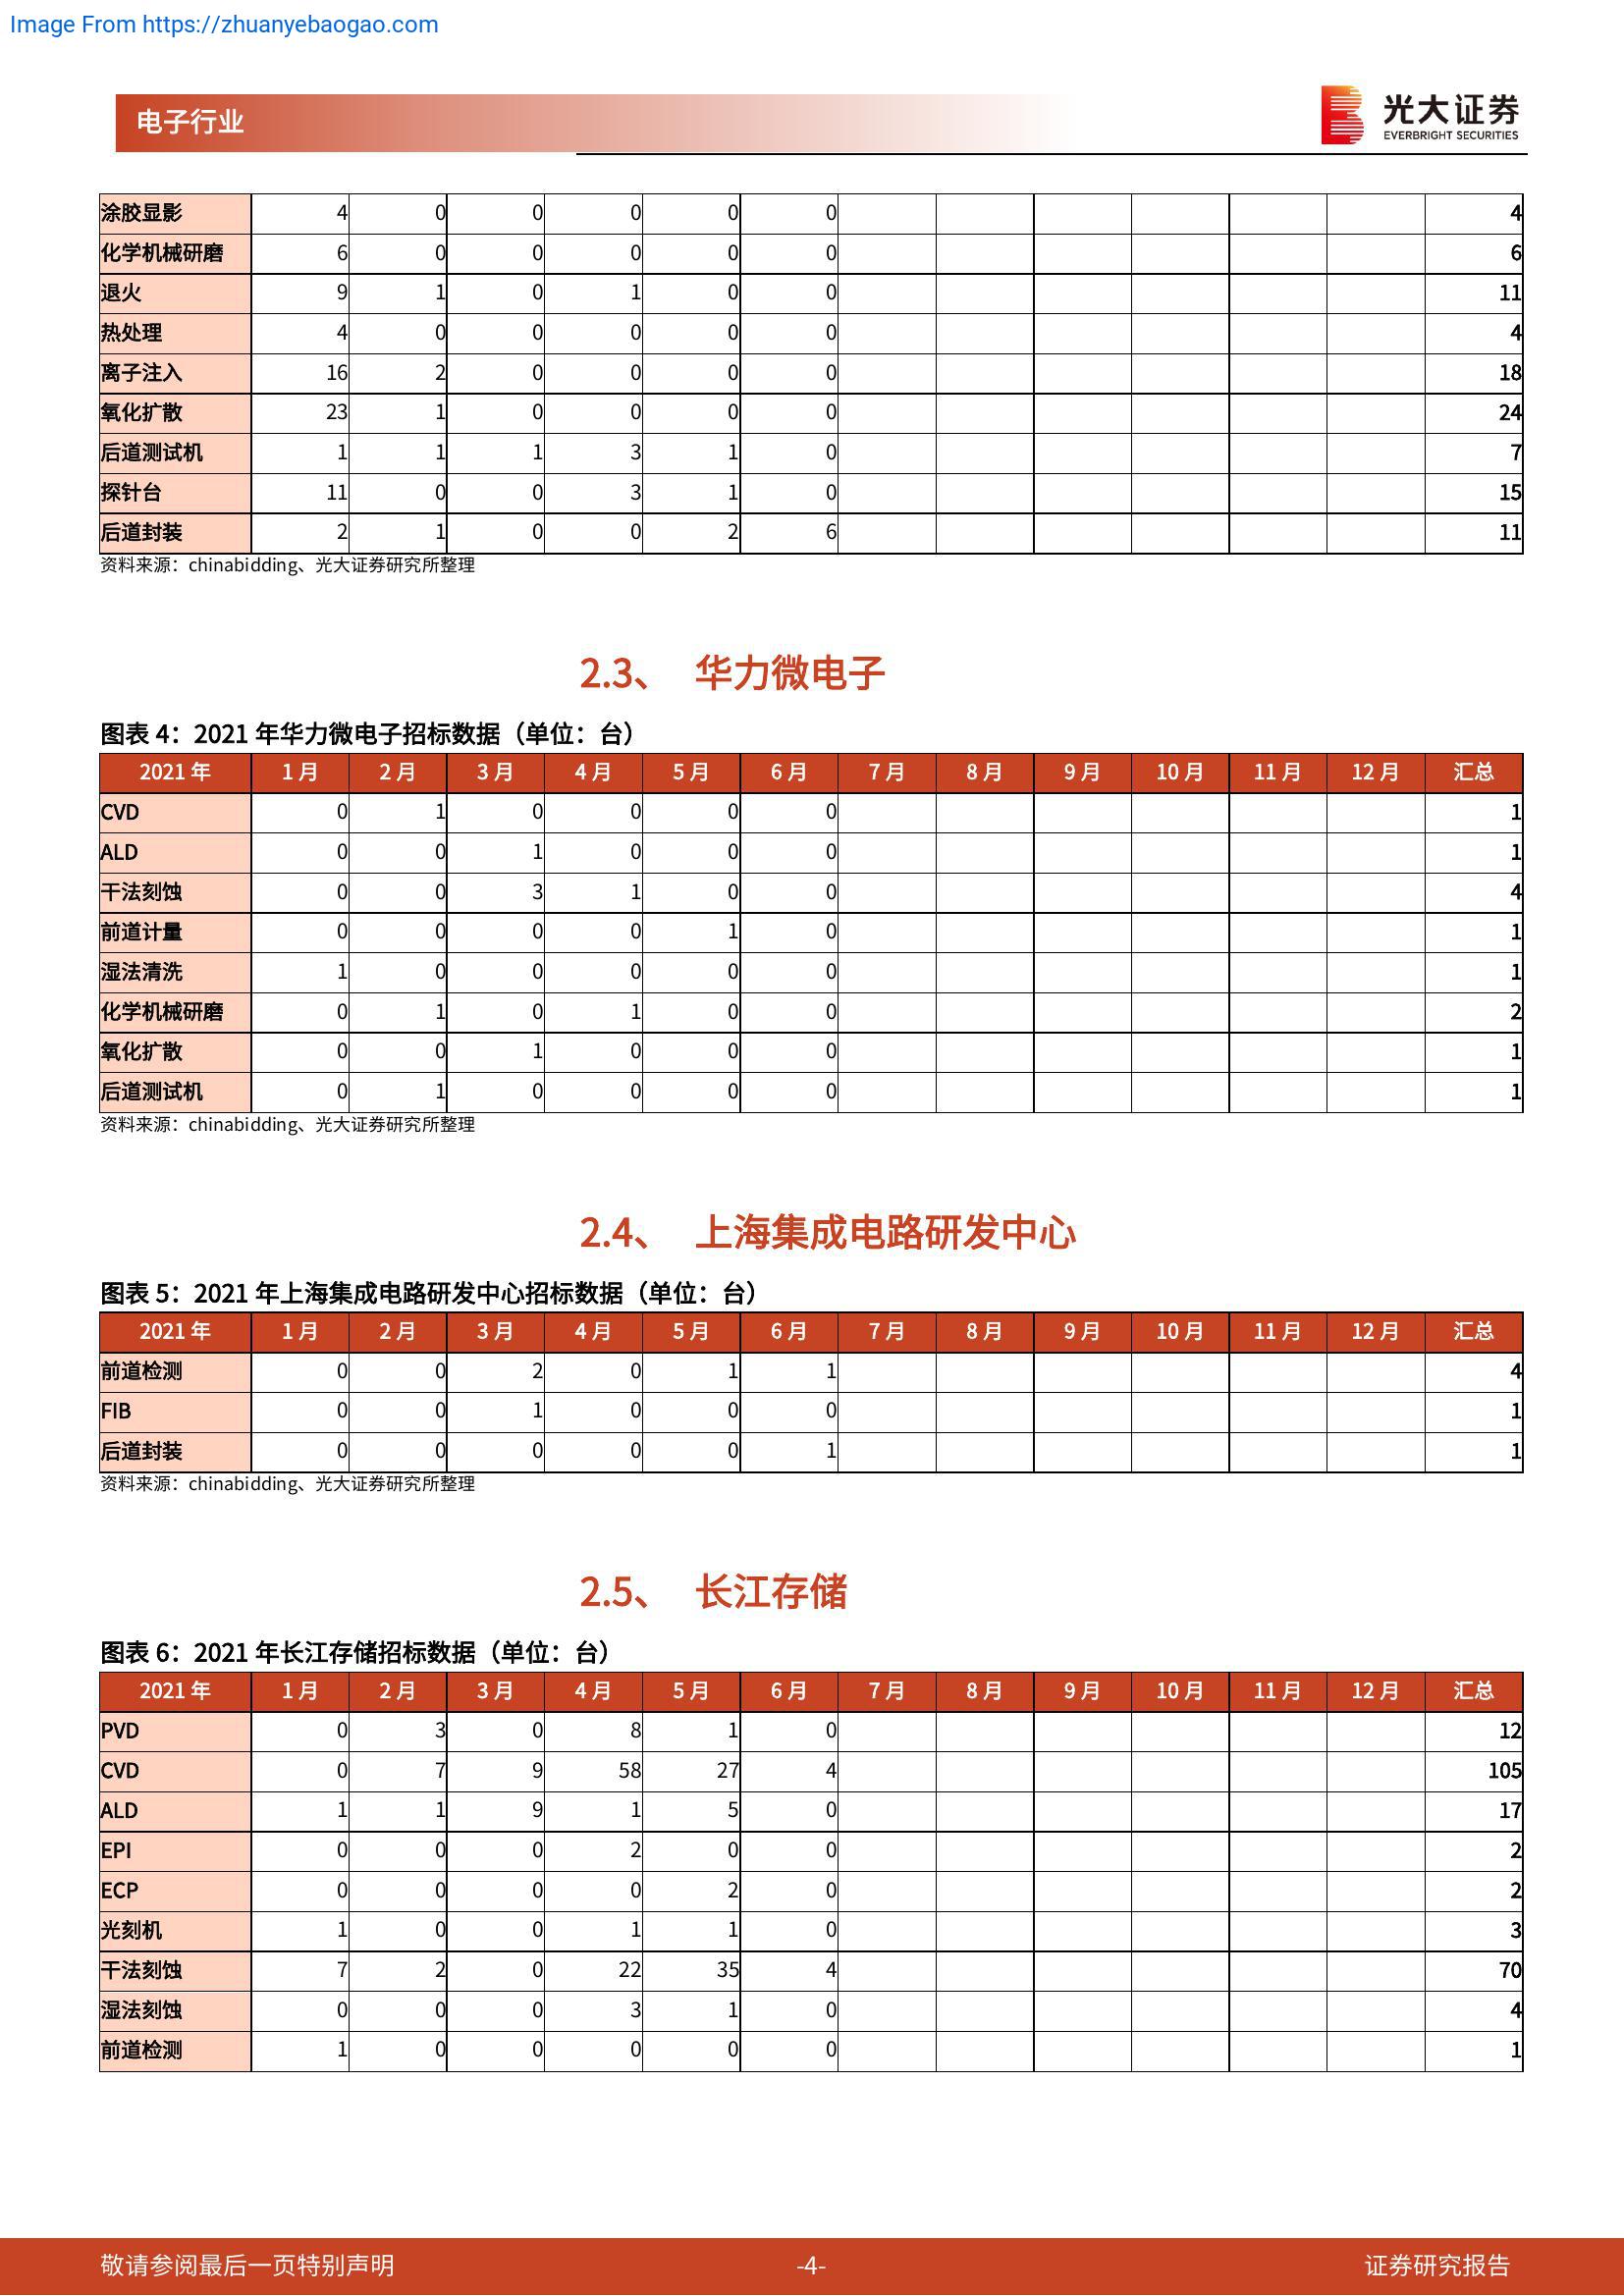 Image From https://zhuanyebaogao.com
电子行业
光大证券
EVERBRIGHT SECURITIES
涂胶显影 4 0 0 0 0 0 4
化学机械研磨 6 0 0 0 0 0 6
退火 9 1 0 1 0 0 11
热处理 4 0 0 0 0 0 4
离子注入 16 2 0 0 0 0 18
氧化扩散 23 1 0 0 0 0 24
后道测试机 1 1 1 3 1 0 7
探针台 11 0 0 3 1 0 15
后道封装 2 1 0 0 2 6 11
资料来源：chinabidding、光大证券研究所整理
2.3、 华力微电子
图表 4：2021 年华力微电子招标数据（单位：台）
2021 年 1 月 2 月 3 月 4 月 5 月 6 月 7 月 8 月 9 月 10 月 11 月 12 月 汇总
CVD 0 1 0 0 0 0 1
ALD 0 0 1 0 0 0 1
干法刻蚀 0 0 3 1 0 0 4
前道计量 0 0 0 0 1 0 1
湿法清洗 1 0 0 0 0 0 1
化学机械研磨 0 1 0 1 0 0 2
氧化扩散 0 0 1 0 0 0 1
后道测试机 0 1 0 0 0 0 1
资料来源：chinabidding、光大证券研究所整理
2.4、 上海集成电路研发中心
图表 5：2021 年上海集成电路研发中心招标数据（单位：台）
2021 年 1 月 2 月 3 月 4 月 5 月 6 月 7 月 8 月 9 月 10 月 11 月 12 月 汇总
前道检测 0 0 2 0 1 1 4
FIB 0 0 1 0 0 0 1
后道封装 0 0 0 0 0 1 1
资料来源：chinabidding、光大证券研究所整理
2.5、 长江存储
图表 6：2021 年长江存储招标数据（单位：台）
2021 年 1 月 2 月 3 月 4 月 5 月 6 月 7 月 8 月 9 月 10 月 11 月 12 月 汇总
PVD 0 3 0 8 1 0 12
CVD 0 7 9 58 27 4 105
ALD 1 1 9 1 5 0 17
EPI 0 0 0 2 0 0 2
ECP 0 0 0 0 2 0 2
光刻机 1 0 0 1 1 0 3
干法刻蚀 7 2 0 22 35 4 70
湿法刻蚀 0 0 0 3 1 0 4
前道检测 1 0 0 0 0 0 1
敬请参阅最后一页特别声明 -4- 证券研究报告